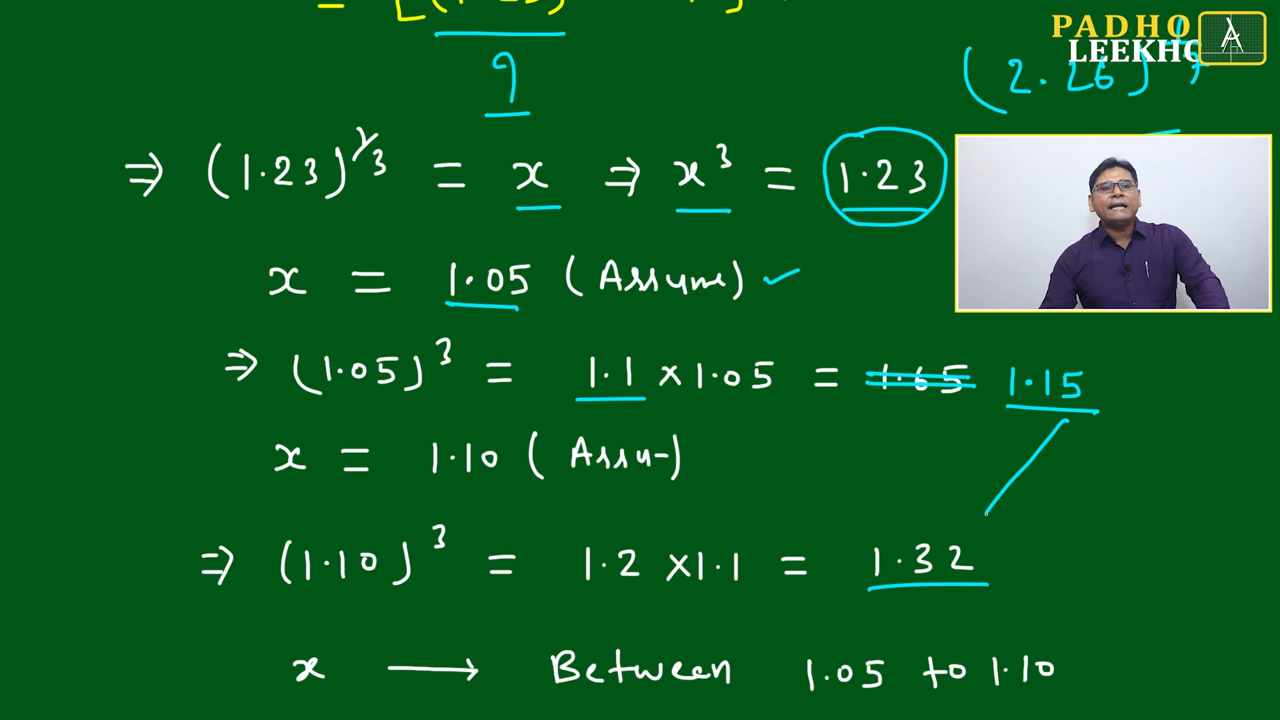 PADHO
LEEKHO
9
(2.26)
⇒ (1.23)^1/3 = x ⇒ x^3 = 1.23
x = 1.05 (Assume) ✓
⇒ (1.05)^3 = 1.1 × 1.05 = 1.65 1.15
x = 1.10 (Assu-)
⇒ (1.10)^3 = 1.2 × 1.1 = 1.32
x ⟶ Between 1.05 to 1.10